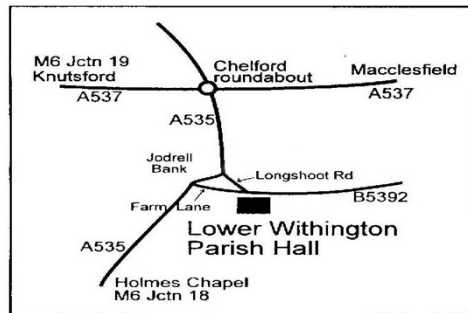 M6 Jctn 19
Knutsford
Chelford
roundabout
Macclesfield
A537
A537
A535
Jodrell
Bank
Longshoot Rd
Farm Lane
B5392
Lower Withington
Parish Hall
A535
Holmes Chapel
M6 Jctn 18